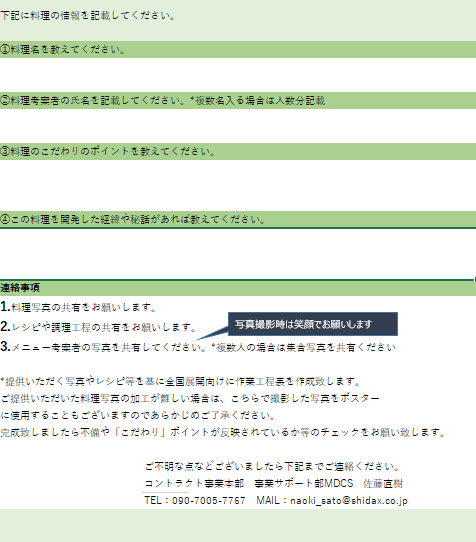 下記に料理の情報を記載してください。
①料理名を教えてください。
②料理考案者の氏名を記載してください。*複数名入る場合は人数分記載
③料理のこだわりのポイントを教えてください。
④この料理を開発した経緯や秘話があれば教えてください。
連絡事項
1.料理写真の共有をお願いします。
2.レシピや調理工程の共有をお願いします。
写真撮影時は笑顔でお願いします
3.メニュー考案者の写真を共有してください。*複数人の場合は集合写真を共有ください
*提供いただく写真やレシピ等を基に全国展開向けに作業工程表を作成致します。
ご提供いただいた料理写真の加工が難しい場合は、こちらで撮影した写真をポスター
に使用することもございますのであらかじめご了承ください。
完成致しましたら不備や「こだわり」ポイントが反映されているか等のチェックをお願い致します。
ご不明な点などございましたら下記までご連絡ください。
コントラクト事業本部　事業サポート部MDCS　佐藤直樹
TEL：090-7005-7767　MAIL：naoki_sato@shidax.co.jp